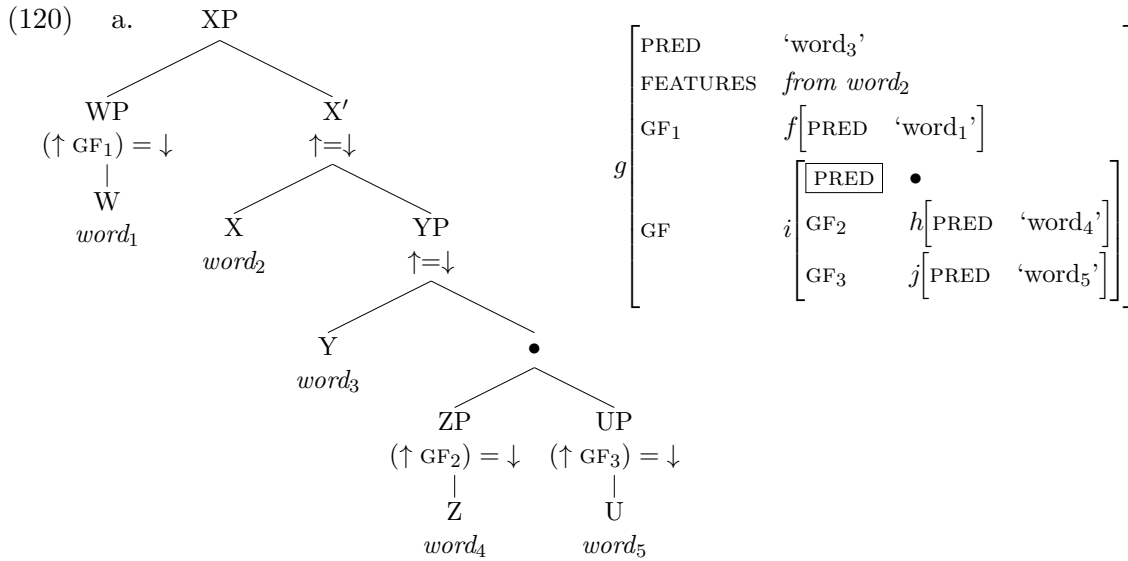 (120) a. XP
WP X′
(↑ GF₁) = ↓ ↑=↓
W X YP
word₁ word₂ ↑=↓
Y •
word₃
ZP UP
(↑ GF₂) = ↓ (↑ GF₃) = ↓
Z U
word₄ word₅
g[PRED ‘word₃’
FEATURES from word₂
GF₁ f[PRED ‘word₁’]
GF i[PRED •
GF₂ h[PRED ‘word₄’]
GF₃ j[PRED ‘word₅’]]]